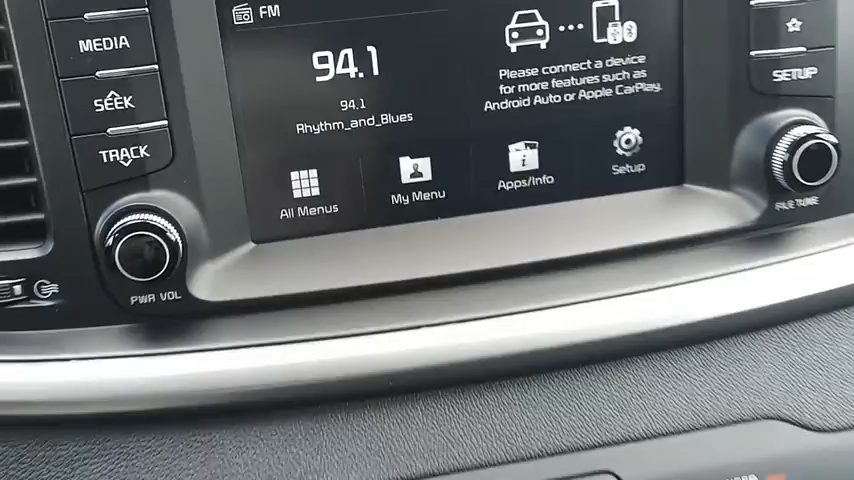 FM
MEDIA
SEEK
TRACK
94.1
94.1
Rhythm_and_Blues
Please connect a device
for more features such as
Android Auto or Apple CarPlay.
SETUP
All Menus
My Menu
Apps/Info
Setup
PWR VOL
FILE TUNE